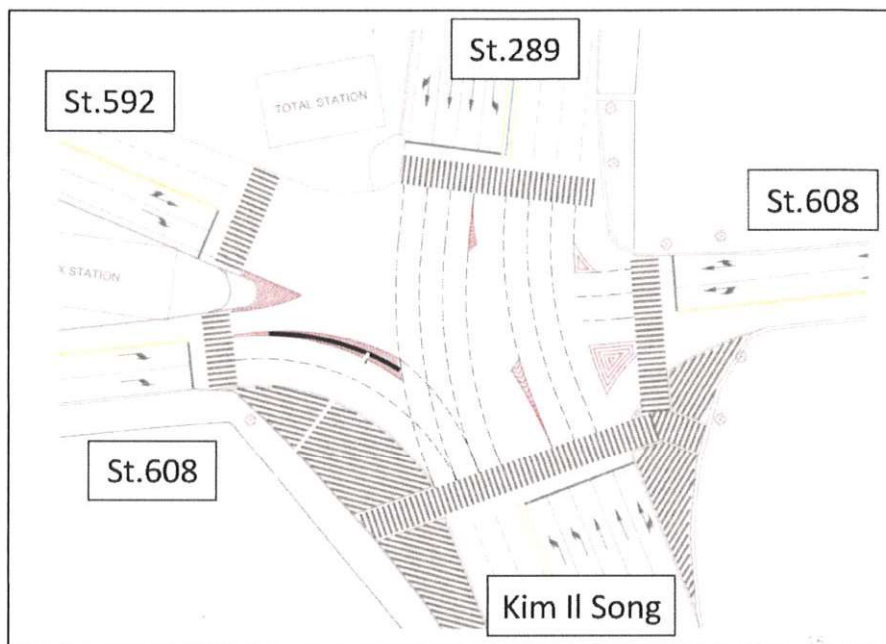 St.289
St.592
TOTAL STATION
St.608
X STATION
St.608
Kim Il Song